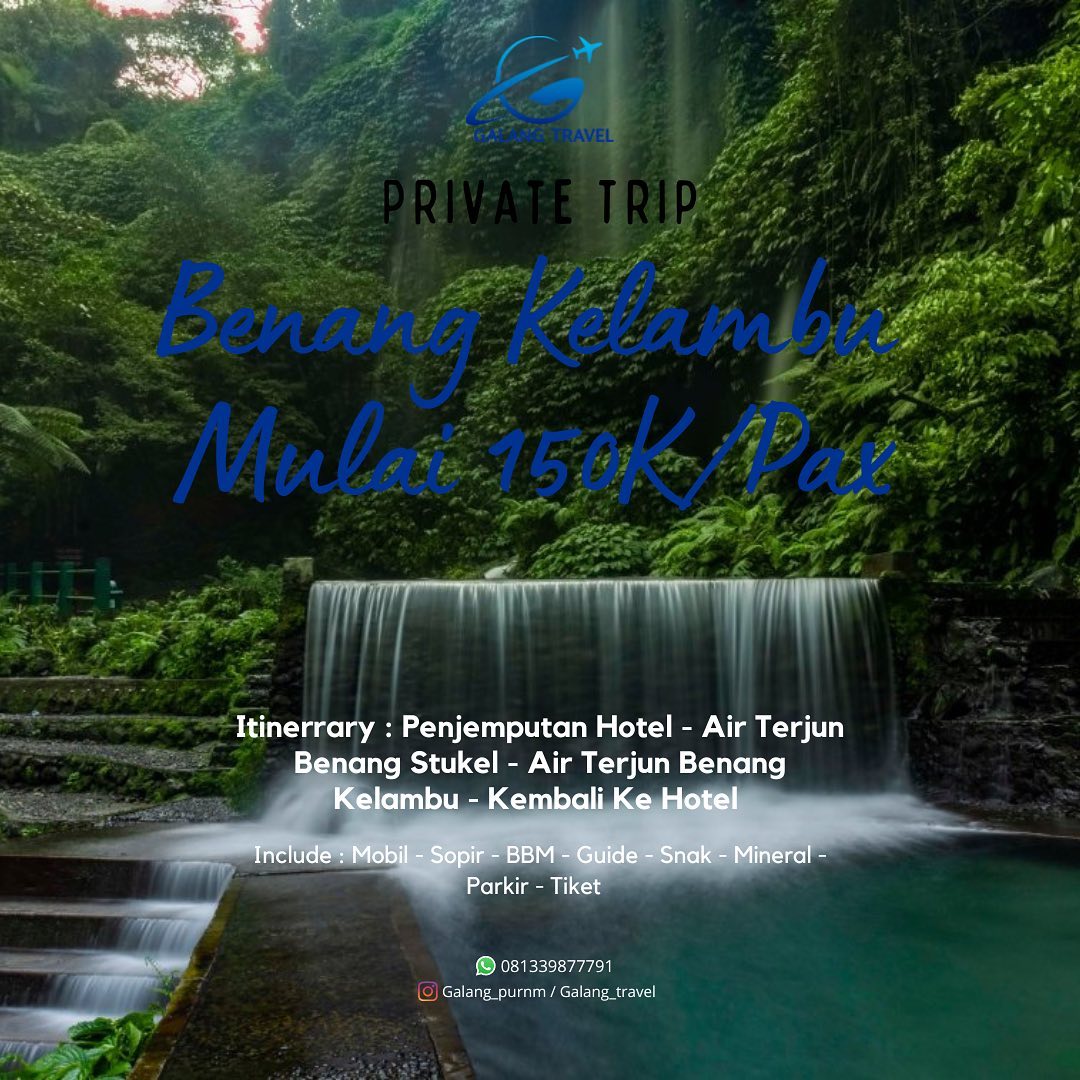 GALANG TRAVEL
PRIVATE TRIP
Benang Kelambu
Mulai 150K/Pax
Itinerrary : Penjemputan Hotel - Air Terjun
Benang Stukel - Air Terjun Benang
Kelambu - Kembali Ke Hotel
Include : Mobil - Sopir - BBM - Guide - Snak - Mineral -
Parkir - Tiket
081339877791
Galang_purnm / Galang_travel